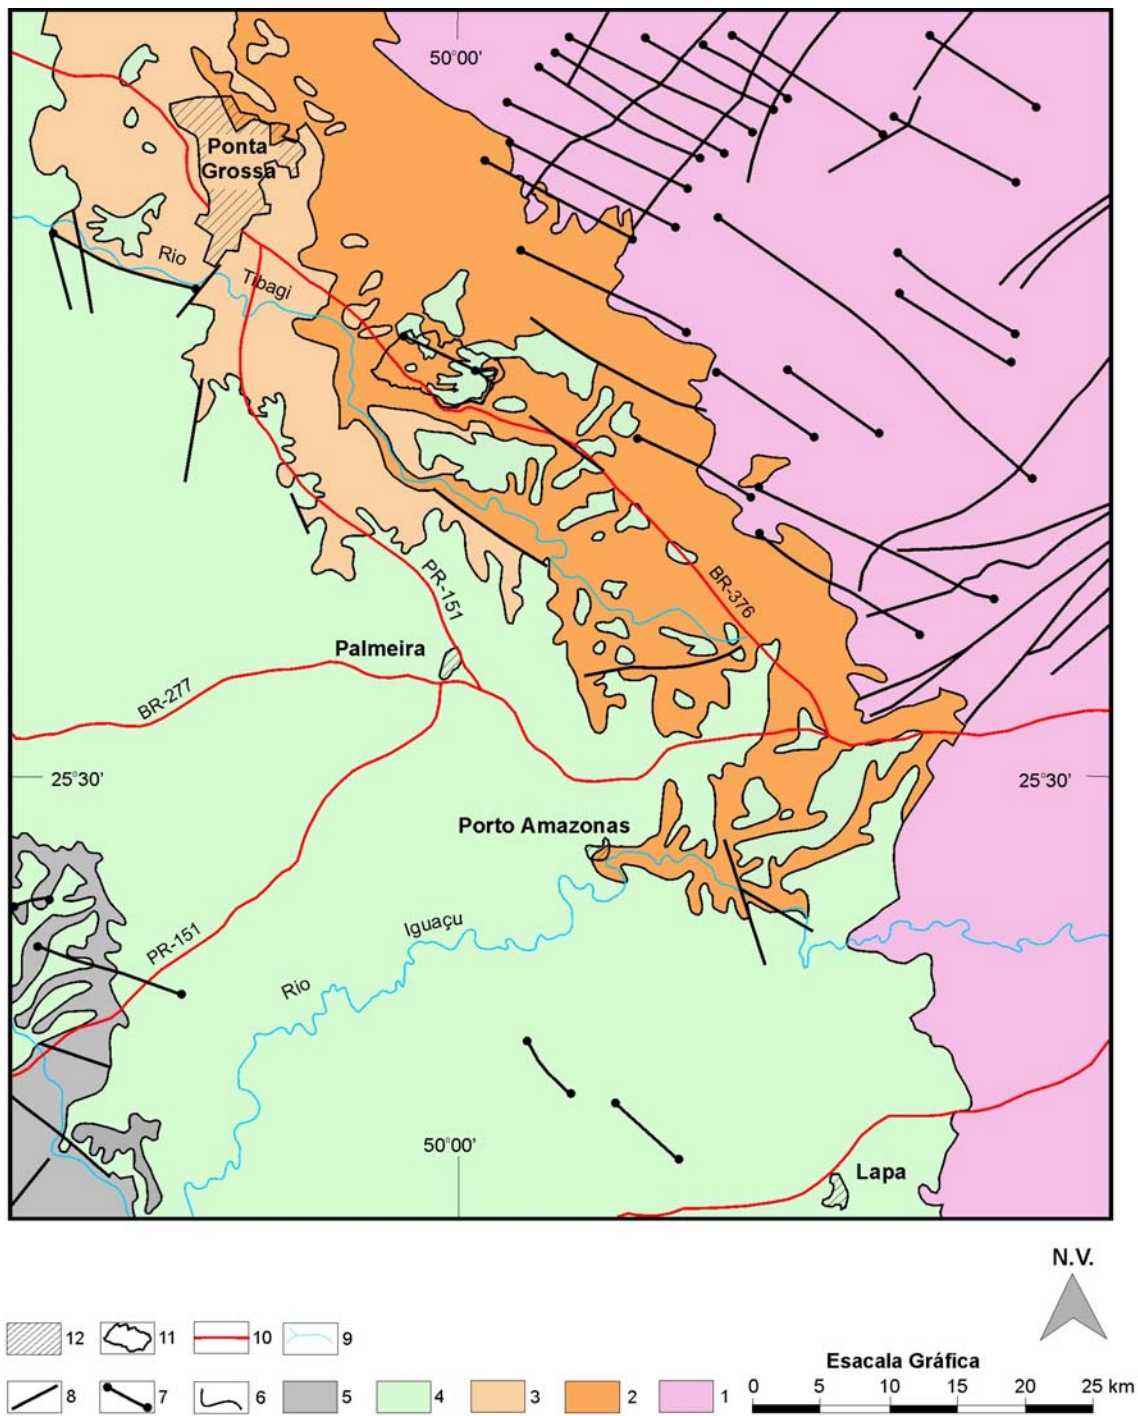 50°00'
Ponta
Grossa
Rio
Tibagi
PR-151
BR-376
Palmeira
BR-277
25°30'
25°30'
Porto Amazonas
Iguaçu
PR-151
Rio
50°00'
Lapa
N.V.
12
11
10
9
Esacala Gráfica
8
7
6
5
4
3
2
1
0 5 10 15 20 25 km